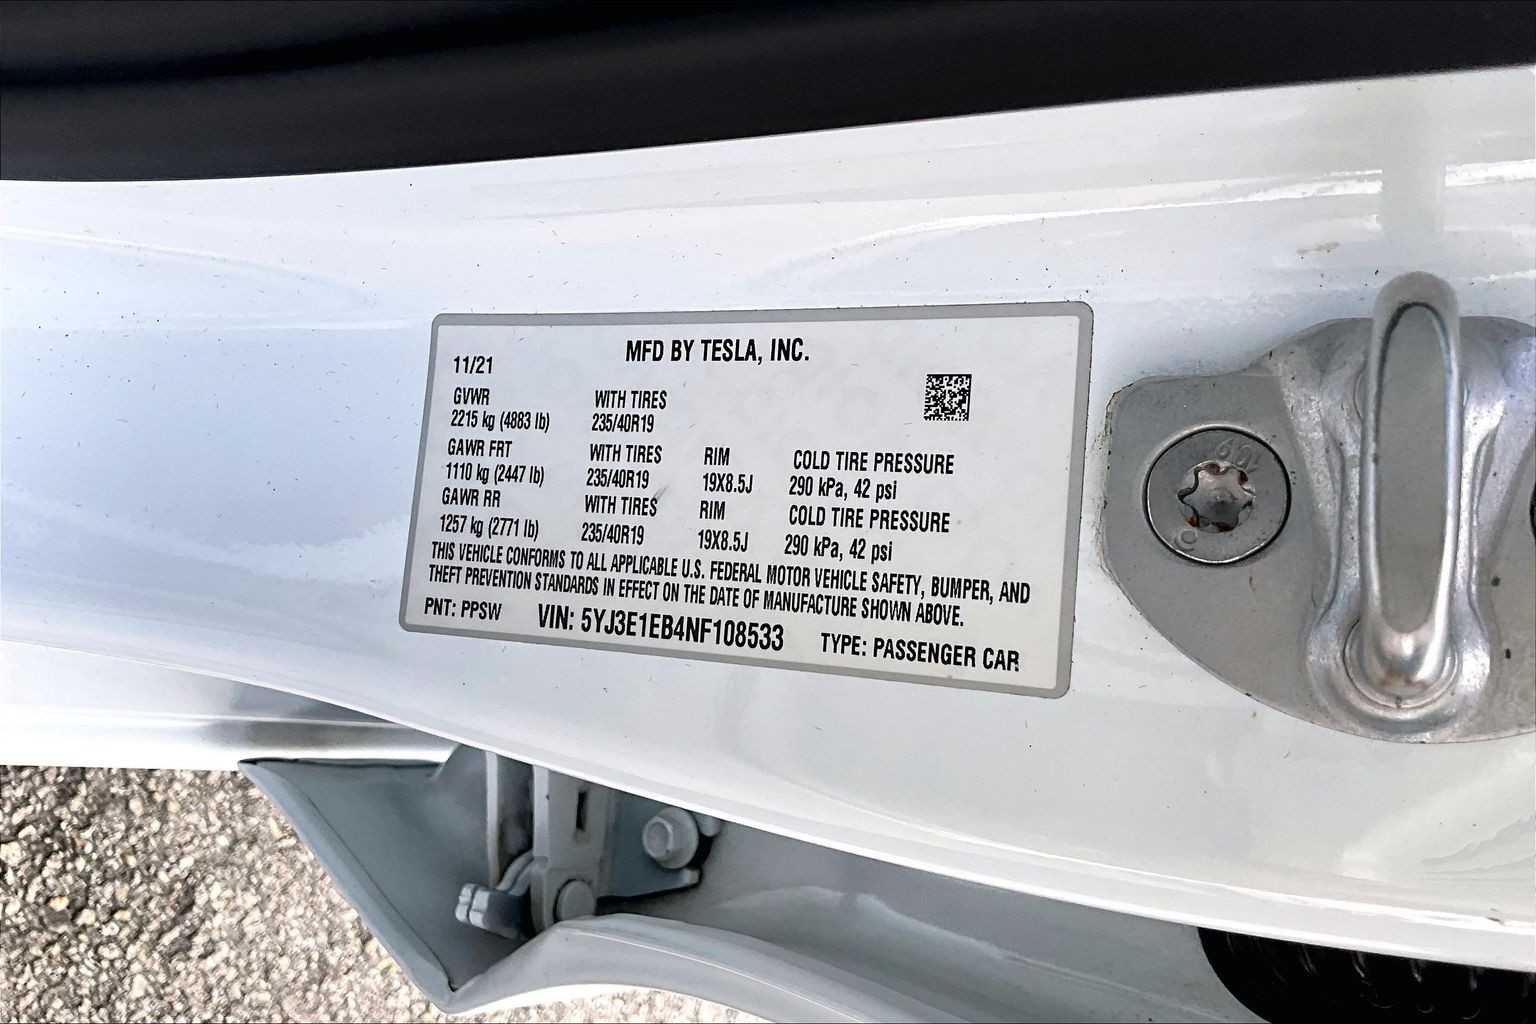 MFD BY TESLA, INC.
11/21
GVWR WITH TIRES
2215 kg (4883 lb) 235/40R19
GAWR FRT WITH TIRES RIM COLD TIRE PRESSURE
1110 kg (2447 lb) 235/40R19 19X8.5J 290 kPa, 42 psi
GAWR RR WITH TIRES RIM COLD TIRE PRESSURE
1257 kg (2771 lb) 235/40R19 19X8.5J 290 kPa, 42 psi
THIS VEHICLE CONFORMS TO ALL APPLICABLE U.S. FEDERAL MOTOR VEHICLE SAFETY, BUMPER, AND
THEFT PREVENTION STANDARDS IN EFFECT ON THE DATE OF MANUFACTURE SHOWN ABOVE.
PNT: PPSW VIN: 5YJ3E1EB4NF108533 TYPE: PASSENGER CAR